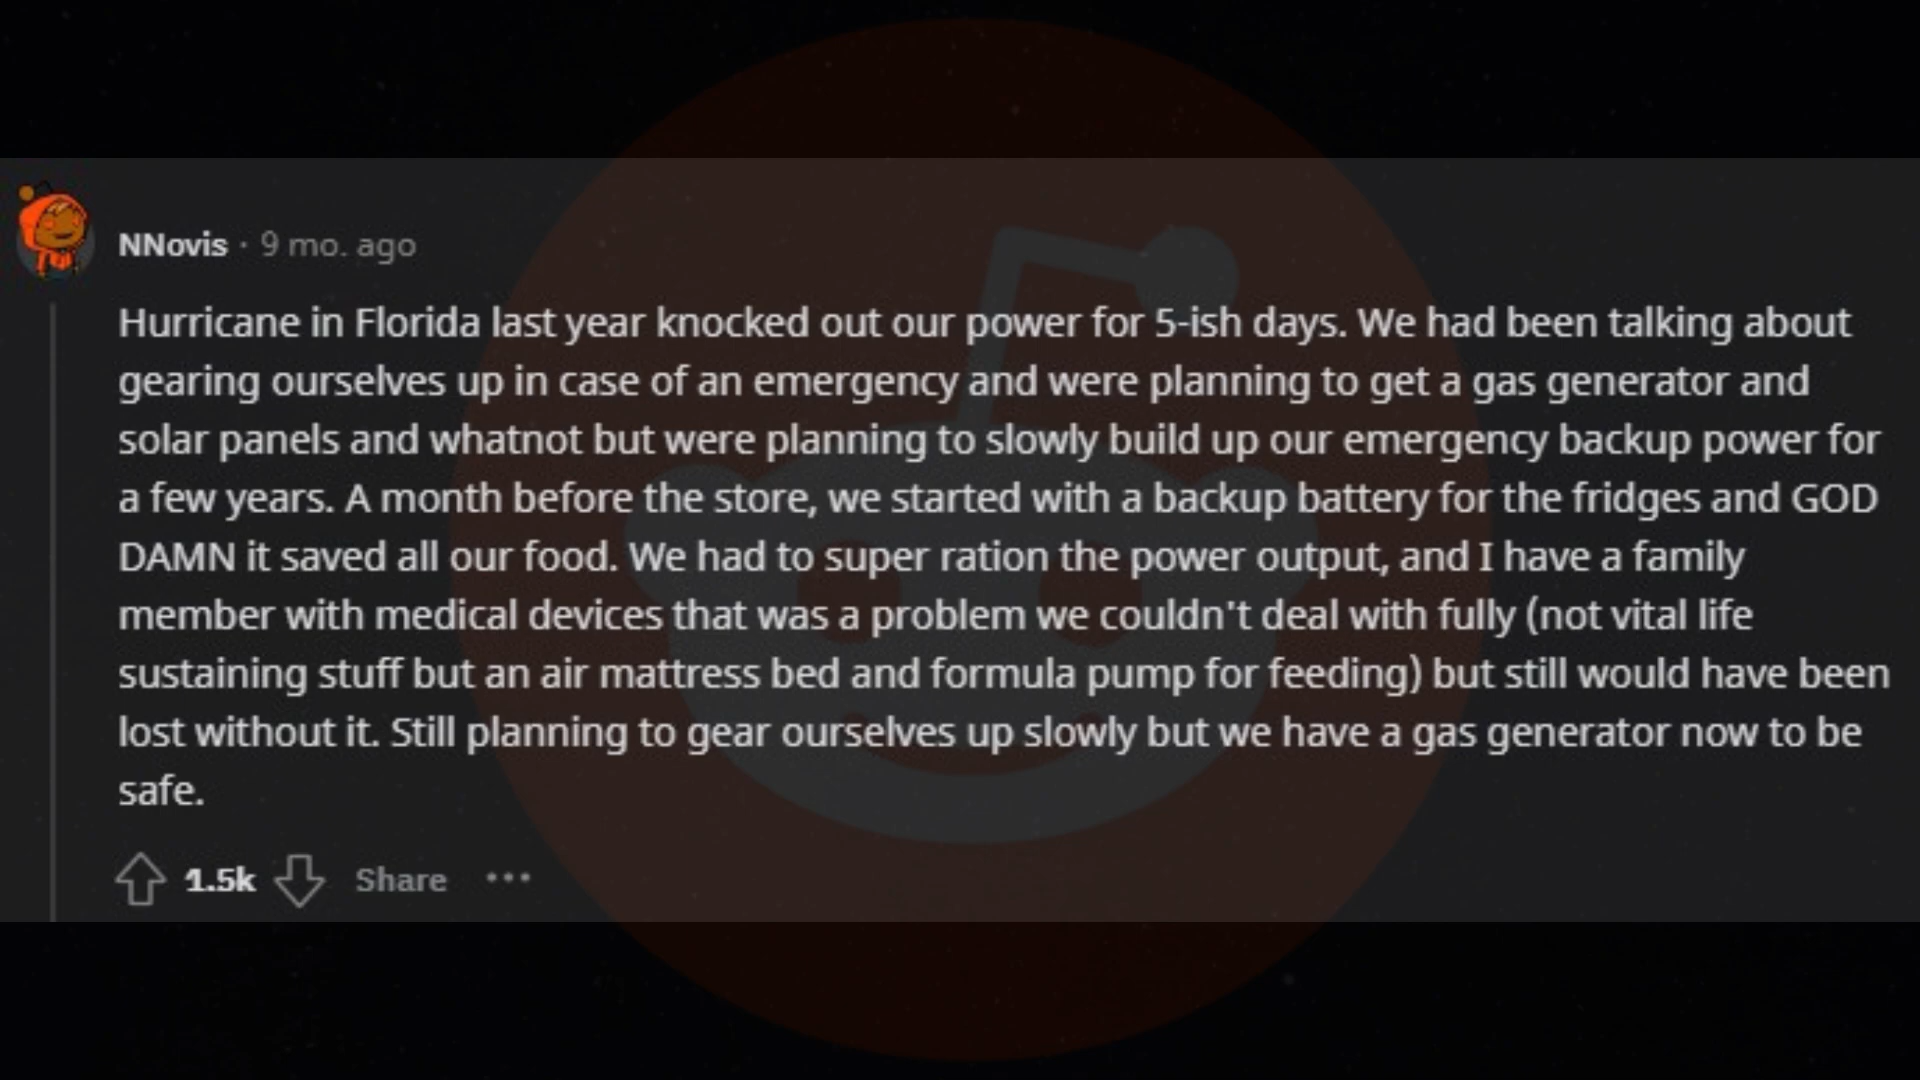 NNovis · 9 mo. ago
Hurricane in Florida last year knocked out our power for 5-ish days. We had been talking about
gearing ourselves up in case of an emergency and were planning to get a gas generator and
solar panels and whatnot but were planning to slowly build up our emergency backup power for
a few years. A month before the store, we started with a backup battery for the fridges and GOD
DAMN it saved all our food. We had to super ration the power output, and I have a family
member with medical devices that was a problem we couldn't deal with fully (not vital life
sustaining stuff but an air mattress bed and formula pump for feeding) but still would have been
lost without it. Still planning to gear ourselves up slowly but we have a gas generator now to be
safe.
1.5k Share ...